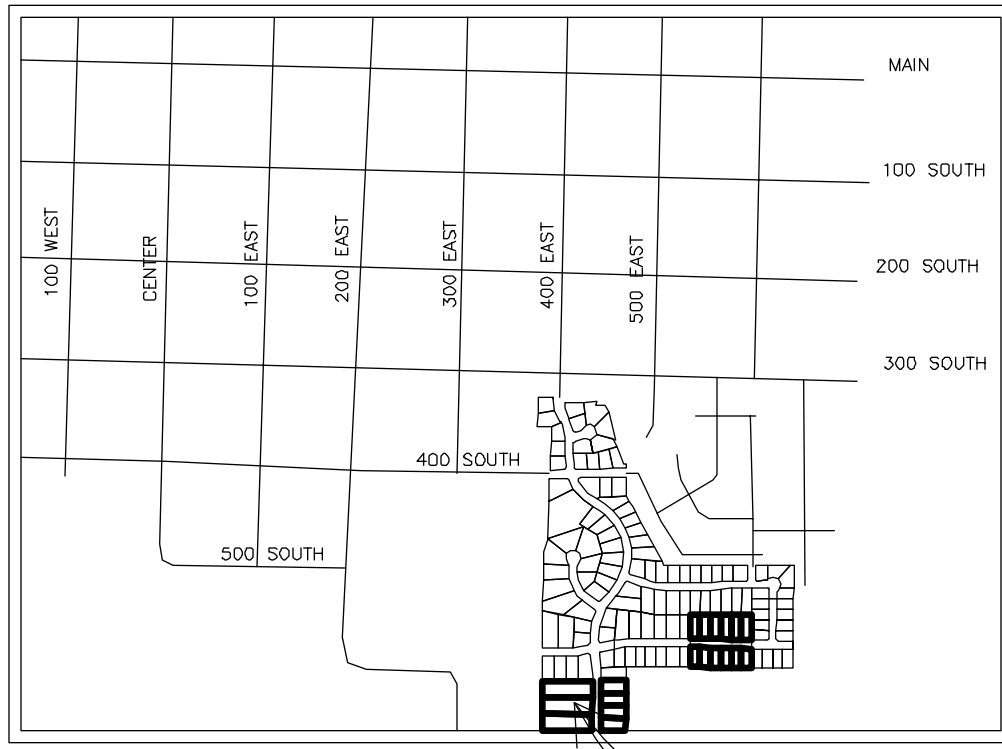 MAIN
100 SOUTH
200 SOUTH
300 SOUTH
100 WEST
CENTER
100 EAST
200 EAST
300 EAST
400 EAST
500 EAST
400 SOUTH
500 SOUTH